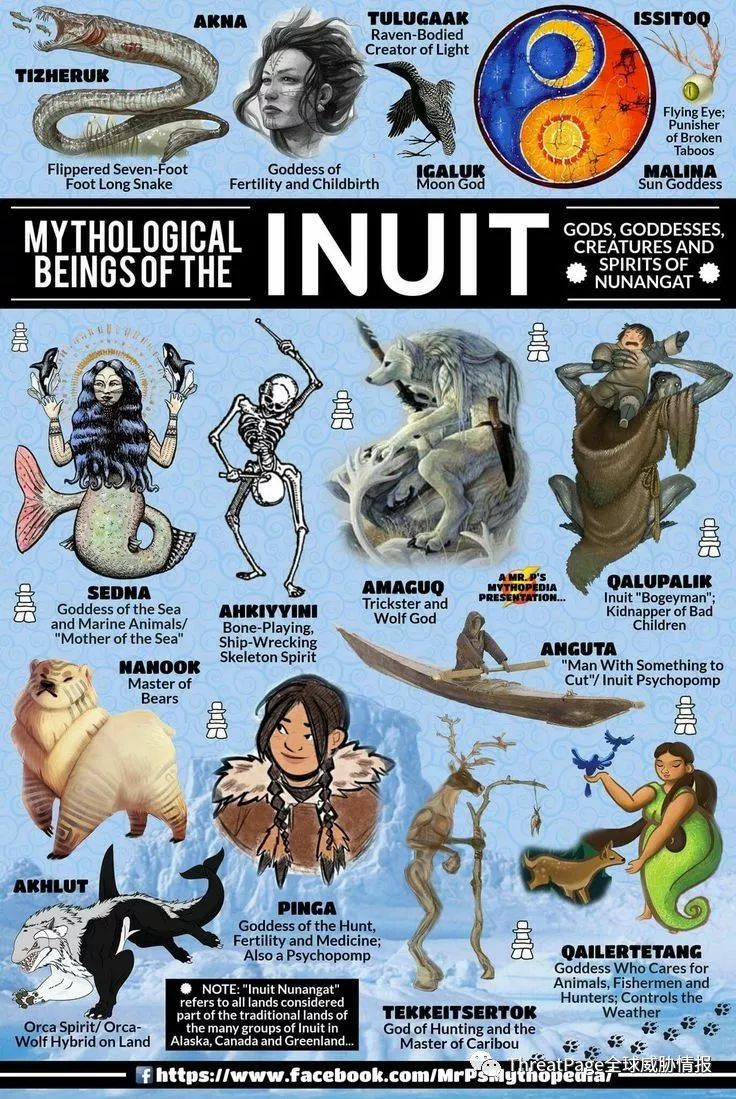 AKNA
TULUGAAK
Raven-Bodied
Creator of Light
ISSITOQ
TIZHERUK
Flying Eye;
Punisher
of Broken
Taboos
Flippered Seven-Foot
Foot Long Snake
Goddess of
Fertility and Childbirth
IGALUK
Moon God
MALINA
Sun Goddess
MYTHOLOGICAL
BEINGS OF THE
INUIT
GODS, GODDESSES,
CREATURES AND
SPIRITS OF
NUNANGAT
SEDNA
Goddess of the Sea
and Marine Animals/
"Mother of the Sea"
AHKIYYINI
Bone-Playing,
Ship-Wrecking
Skeleton Spirit
AMAGUQ
Trickster and
Wolf God
A MR. P'S
MYTHOPEDIA
PRESENTATION...
QALUPALIK
Inuit "Bogeyman";
Kidnapper of Bad
Children
ANGUTA
"Man With Something to
Cut"/ Inuit Psychopomp
NANOOK
Master of
Bears
AKHLUT
Orca Spirit/ Orca-
Wolf Hybrid on Land
PINGA
Goddess of the Hunt,
Fertility and Medicine;
Also a Psychopomp
NOTE: "Inuit Nunangat"
refers to all lands considered
part of the traditional lands of
the many groups of Inuit in
Alaska, Canada and Greenland...
TEKKEITSERTOK
God of Hunting and the
Master of Caribou
QAILERTETANG
Goddess Who Cares for
Animals, Fishermen and
Hunters; Controls the
Weather
ThreatPage全球威胁情报
f https://www.facebook.com/MrPsMythopedia/